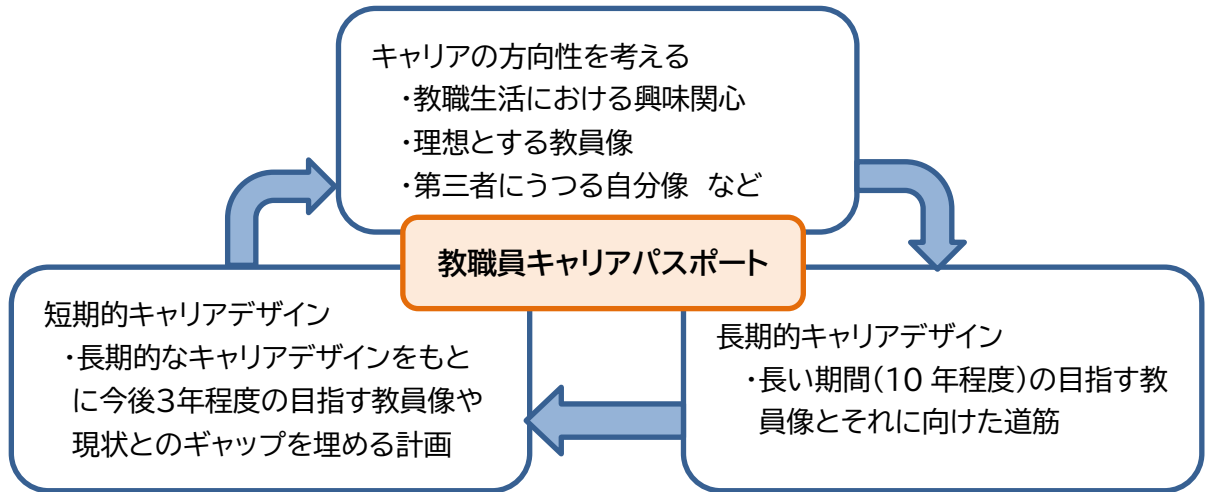 キャリアの方向性を考える
・教職生活における興味関心
・理想とする教員像
・第三者にうつる自分像 など
教職員キャリアパスポート
短期的キャリアデザイン
・長期的なキャリアデザインをもと
に今後3年程度の目指す教員像や
現状とのギャップを埋める計画
長期的キャリアデザイン
・長い期間(10 年程度)の目指す教
員像とそれに向けた道筋